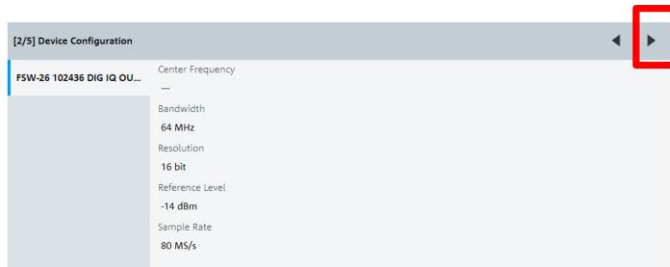 [2/5] Device Configuration
FSW-26 102436 DIG IQ OU...
Center Frequency
—
Bandwidth
64 MHz
Resolution
16 bit
Reference Level
-14 dBm
Sample Rate
80 MS/s